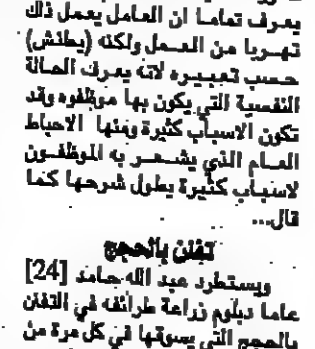 يعرف تماما ان العامل يعمل ذلك
تهربا من العمل ولكنه (يطنش)
حسب تعبيره لانه يعرف الحالة
النفسية التي يكون بها موظفوه وقد
تكون الاسباب كثيرة ومنها الاحباط
العام الذي يشعر به الموظفون
لاسباب كثيرة يطول شرحها كما
قال...
تفنن بالحجج
ويستطرد عبد الله حامد [24]
عاما دبلوم زراعة طرائفه في التفنن
بالحجج التي يسوقها في كل مرة من